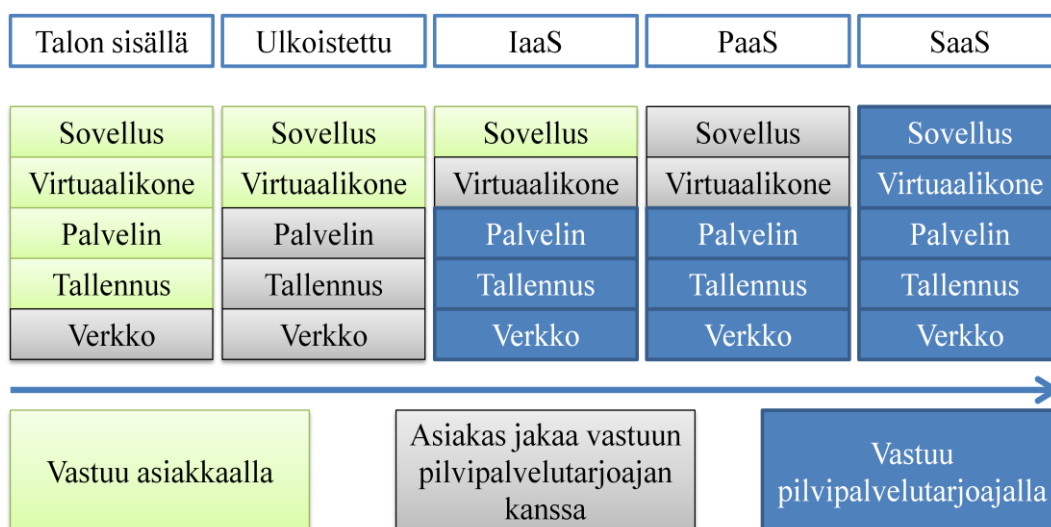 Talon sisällä
Ulkoistettu
IaaS
PaaS
SaaS
Sovellus
Sovellus
Sovellus
Sovellus
Sovellus
Virtuaalikone
Virtuaalikone
Virtuaalikone
Virtuaalikone
Virtuaalikone
Palvelin
Palvelin
Palvelin
Palvelin
Palvelin
Tallennus
Tallennus
Tallennus
Tallennus
Tallennus
Verkko
Verkko
Verkko
Verkko
Verkko
Vastuu asiakkaalla
Asiakas jakaa vastuun
pilvipalvelutarjoajan
kanssa
Vastuu
pilvipalvelutarjoajalla